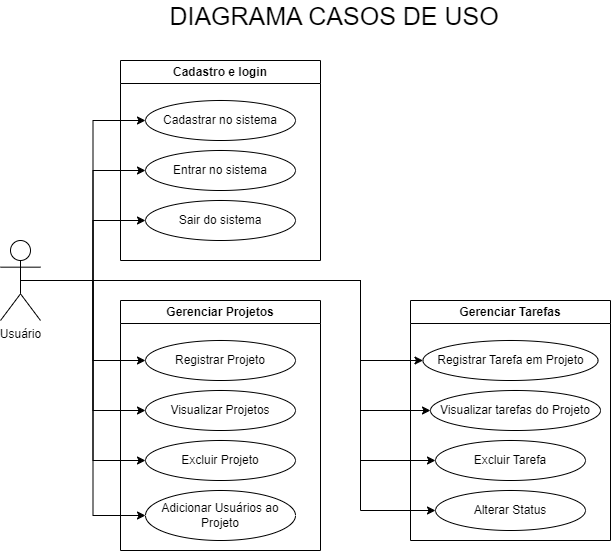 DIAGRAMA CASOS DE USO
Cadastro e login
Cadastrar no sistema
Entrar no sistema
Sair do sistema
Usuário
Gerenciar Projetos
Registrar Projeto
Visualizar Projetos
Excluir Projeto
Adicionar Usuários ao
Projeto
Gerenciar Tarefas
Registrar Tarefa em Projeto
Visualizar tarefas do Projeto
Excluir Tarefa
Alterar Status